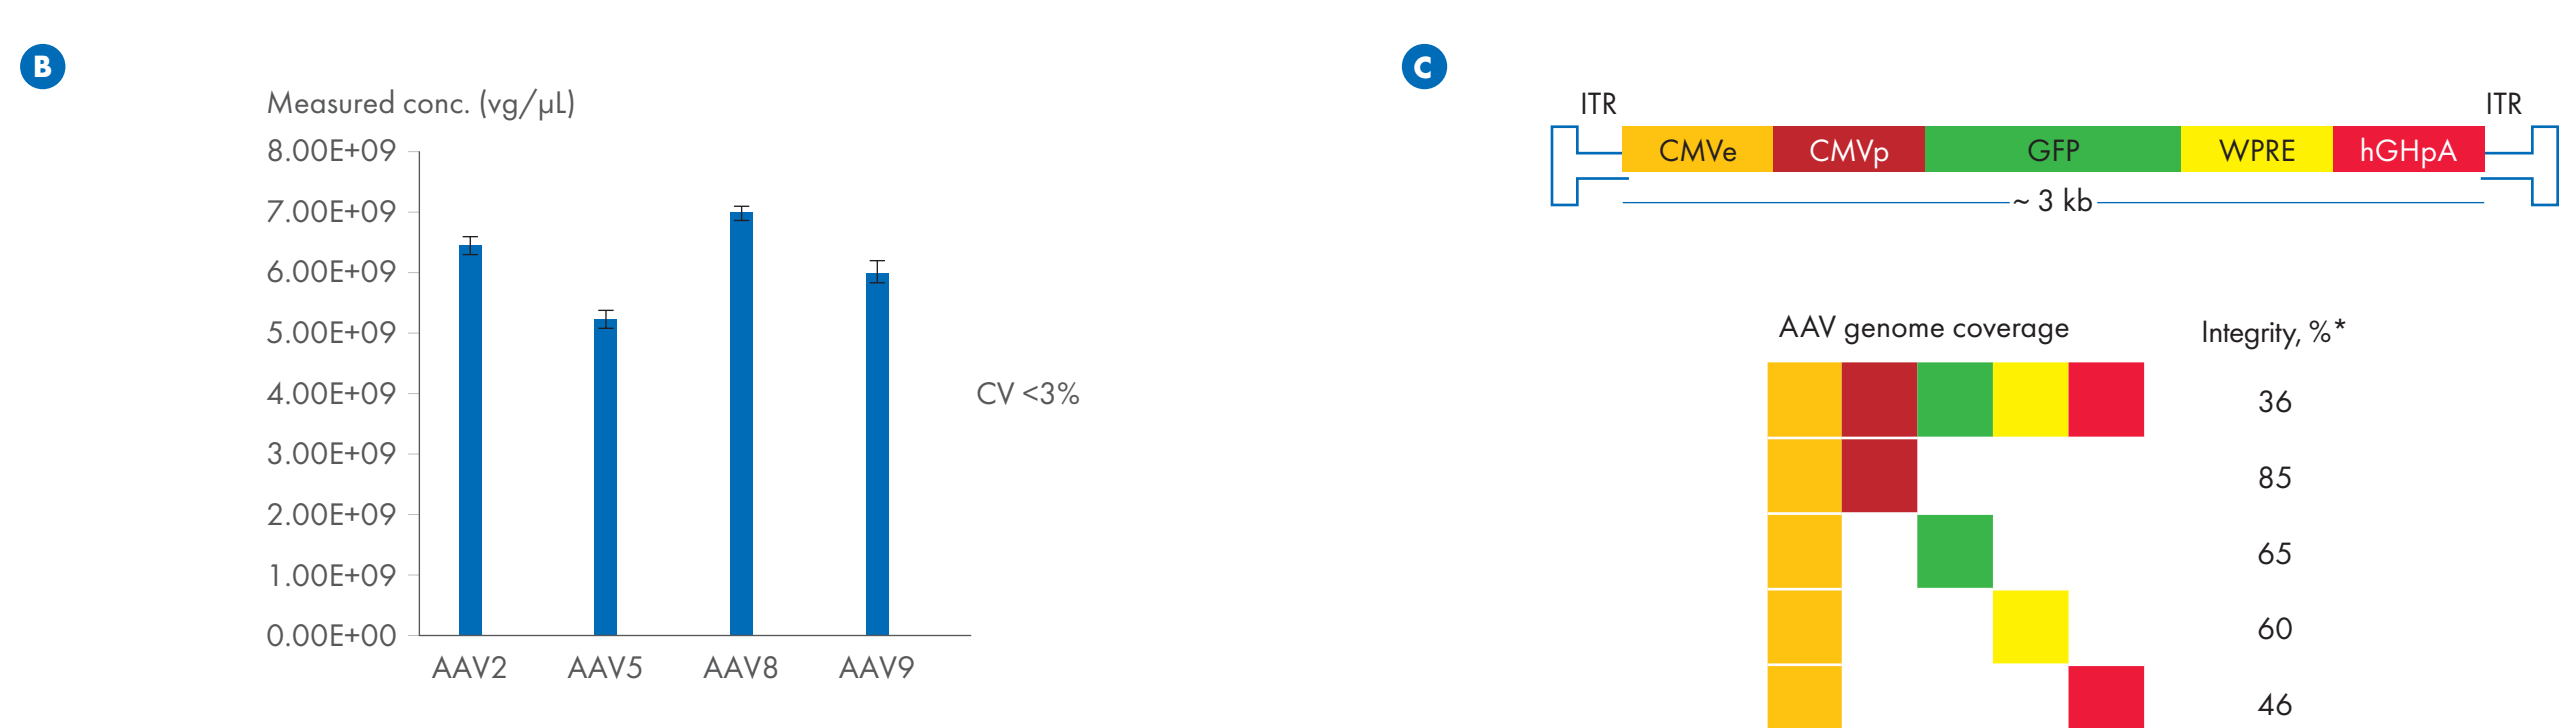 B
Measured conc. (vg/µL)
8.00E+09
7.00E+09
6.00E+09
5.00E+09
4.00E+09
3.00E+09
2.00E+09
1.00E+09
0.00E+00
AAV2 AAV5 AAV8 AAV9
CV <3%
C
ITR ITR
CMVe CMVp GFP WPRE hGHpA
~ 3 kb
AAV genome coverage Integrity, %*
36
85
65
60
46